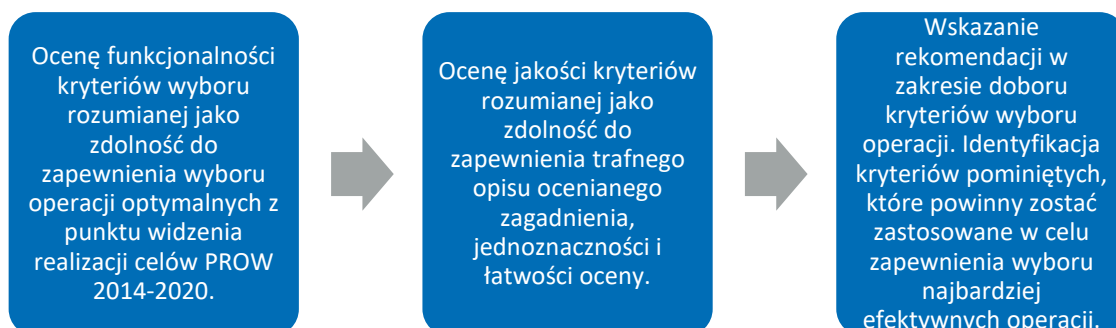 Ocenę funkcjonalności
kryteriów wyboru
rozumianej jako
zdolność do
zapewnienia wyboru
operacji optymalnych z
punktu widzenia
realizacji celów PROW
2014-2020.
Ocenę jakości kryteriów
rozumianej jako
zdolność do
zapewnienia trafnego
opisu ocenianego
zagadnienia,
jednoznaczności i
łatwości oceny.
Wskazanie
rekomendacji w
zakresie doboru
kryteriów wyboru
operacji. Identyfikacja
kryteriów pominiętych,
które powinny zostać
zastosowane w celu
zapewnienia wyboru
najbardziej
efektywnych operacji.